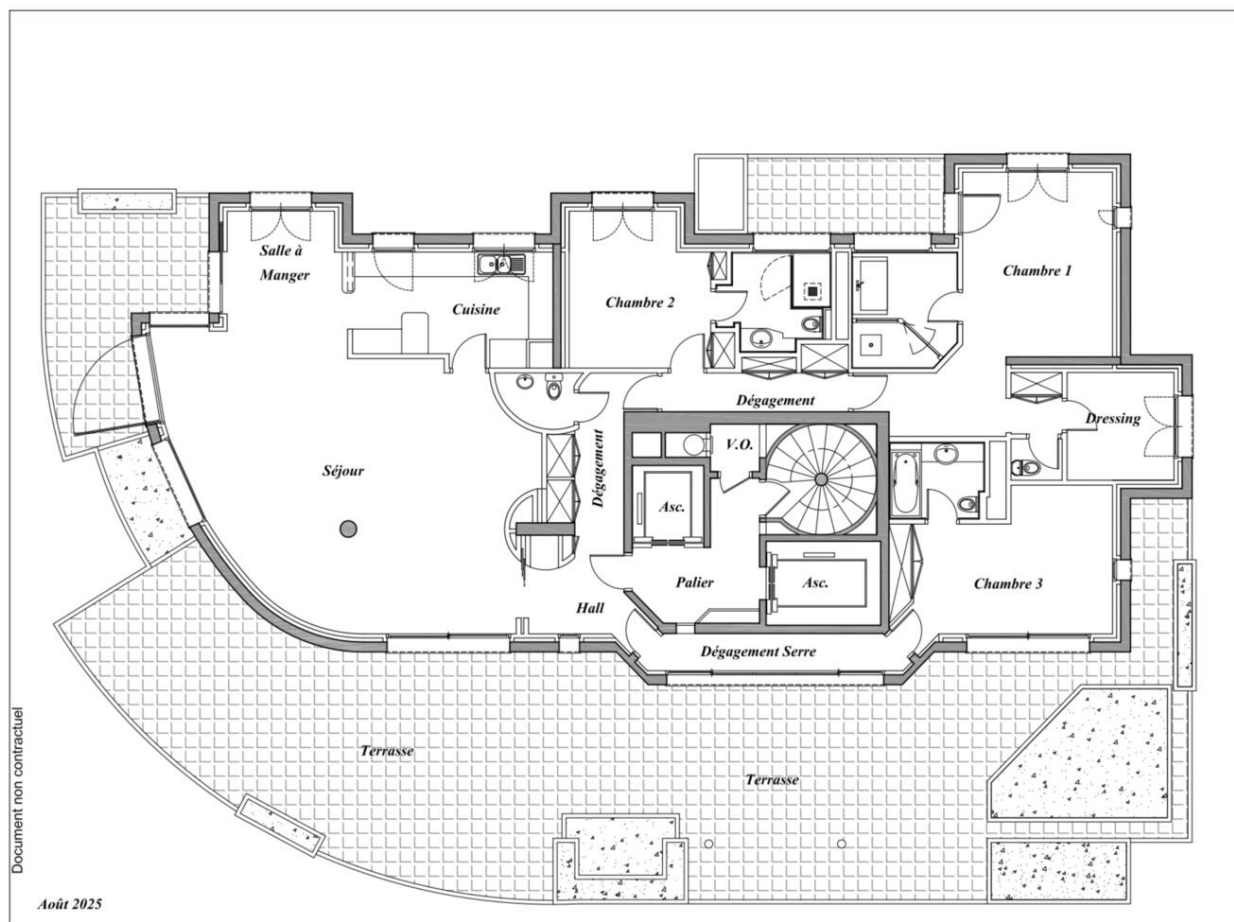 Salle à
Manger
Cuisine
Chambre 2
Chambre 1
Dégagement
Dressing
V.O.
Séjour
Dégagement
Asc.
Palier
Asc.
Chambre 3
Hall
Dégagement Serre
Terrasse
Terrasse
Document non contractuel
Août 2025